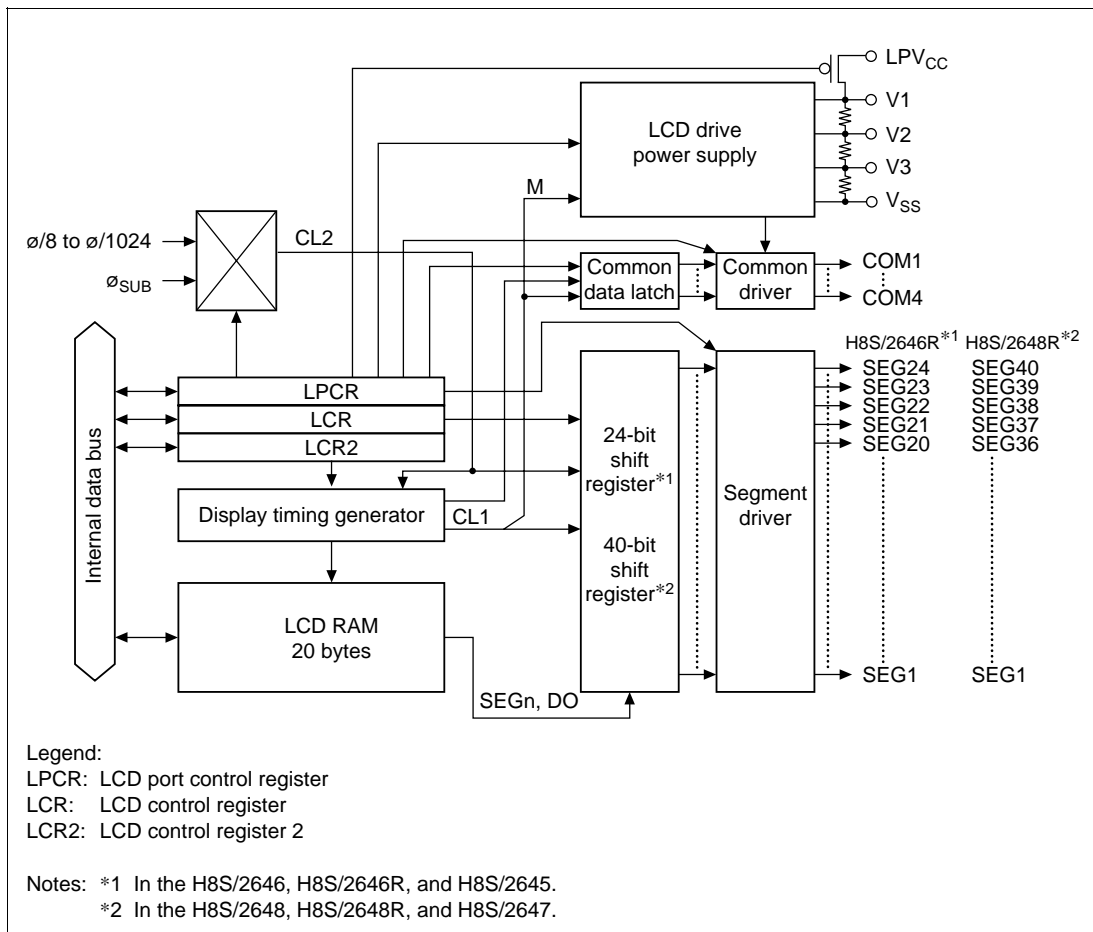 LPVCC
V1
V2
V3
VSS
LCD drive
power supply
M
ø/8 to ø/1024
øSUB
CL2
Common
data latch
Common
driver
COM1
COM4
H8S/2646R*1 H8S/2648R*2
SEG24 SEG40
SEG23 SEG39
SEG22 SEG38
SEG21 SEG37
SEG20 SEG36
SEG1 SEG1
Internal data bus
LPCR
LCR
LCR2
Display timing generator
CL1
LCD RAM
20 bytes
SEGn, DO
24-bit
shift
register*1
40-bit
shift
register*2
Segment
driver
Legend:
LPCR: LCD port control register
LCR: LCD control register
LCR2: LCD control register 2
Notes: *1 In the H8S/2646, H8S/2646R, and H8S/2645.
*2 In the H8S/2648, H8S/2648R, and H8S/2647.